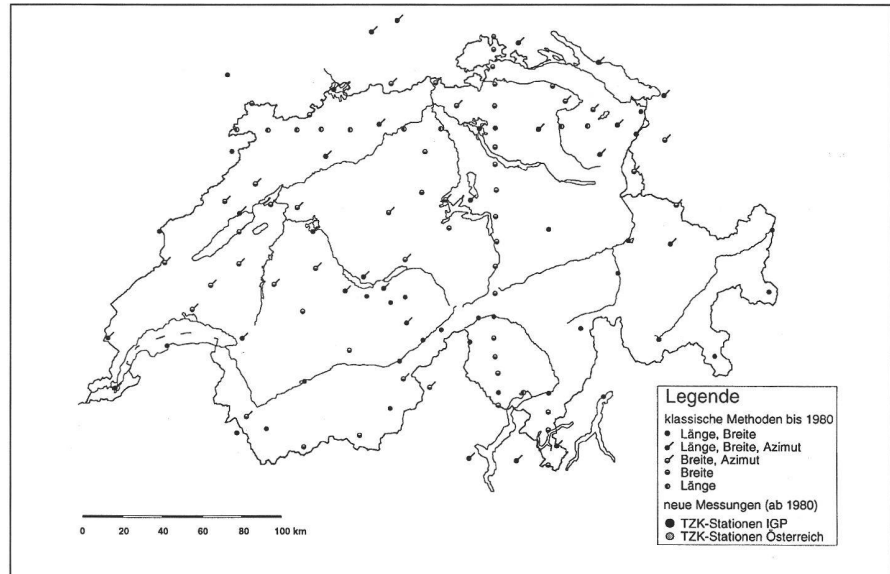 Legende
klassische Methoden bis 1980
Länge, Breite
Länge, Breite, Azimut
Breite, Azimut
Breite
Länge
neue Messungen (ab 1980)
TZK-Stationen IGP
TZK-Stationen Österreich
0 20 40 60 80 100 km